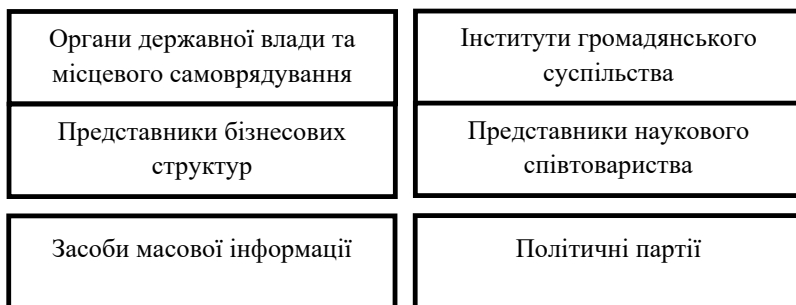 Органи державної влади та
місцевого самоврядування
Інститути громадянського
суспільства
Представники бізнесових
структур
Представники наукового
співтовариства
Засоби масової інформації
Політичні партії